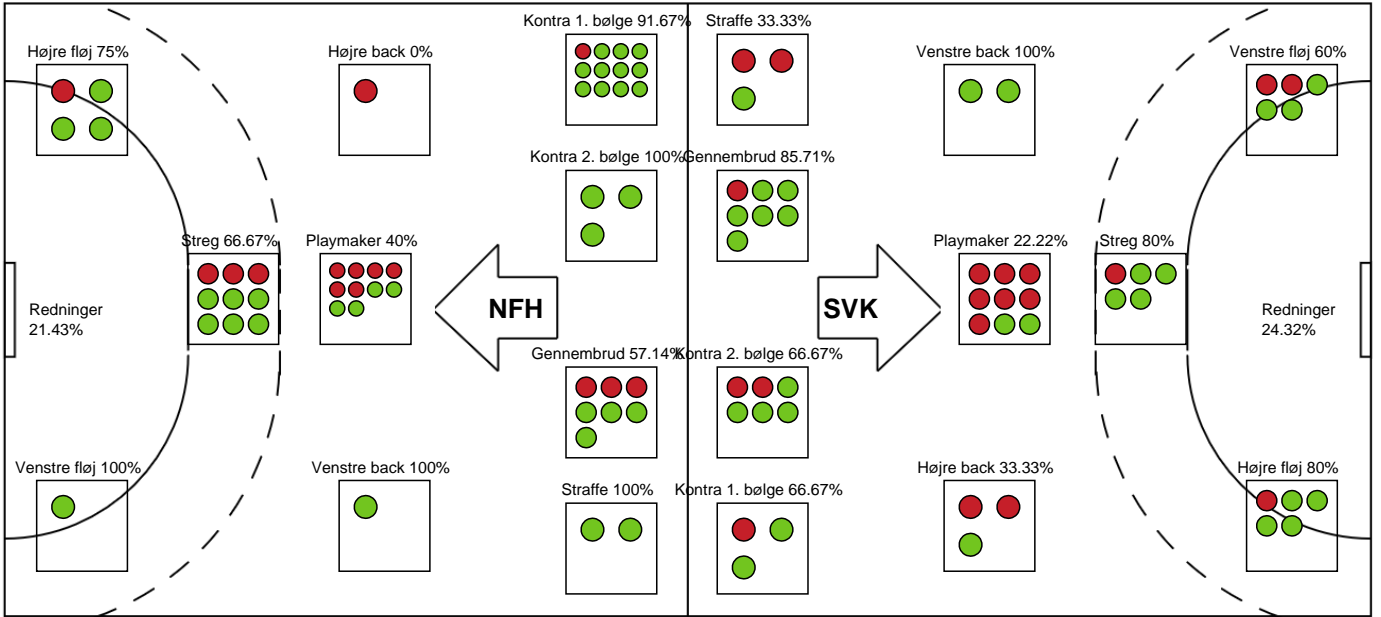 Kontra 1. bølge 91.67%
Straffe 33.33%
Højre fløj 75%
Højre back 0%
Venstre back 100%
Venstre fløj 60%
Kontra 2. bølge 100%
Gennembrud 85.71%
Streg 66.67%
Playmaker 40%
Playmaker 22.22%
Streg 80%
Redninger
21.43%
NFH
SVK
Redninger
24.32%
Gennembrud 57.14%
Kontra 2. bølge 66.67%
Venstre fløj 100%
Venstre back 100%
Straffe 100%
Kontra 1. bølge 66.67%
Højre back 33.33%
Højre fløj 80%